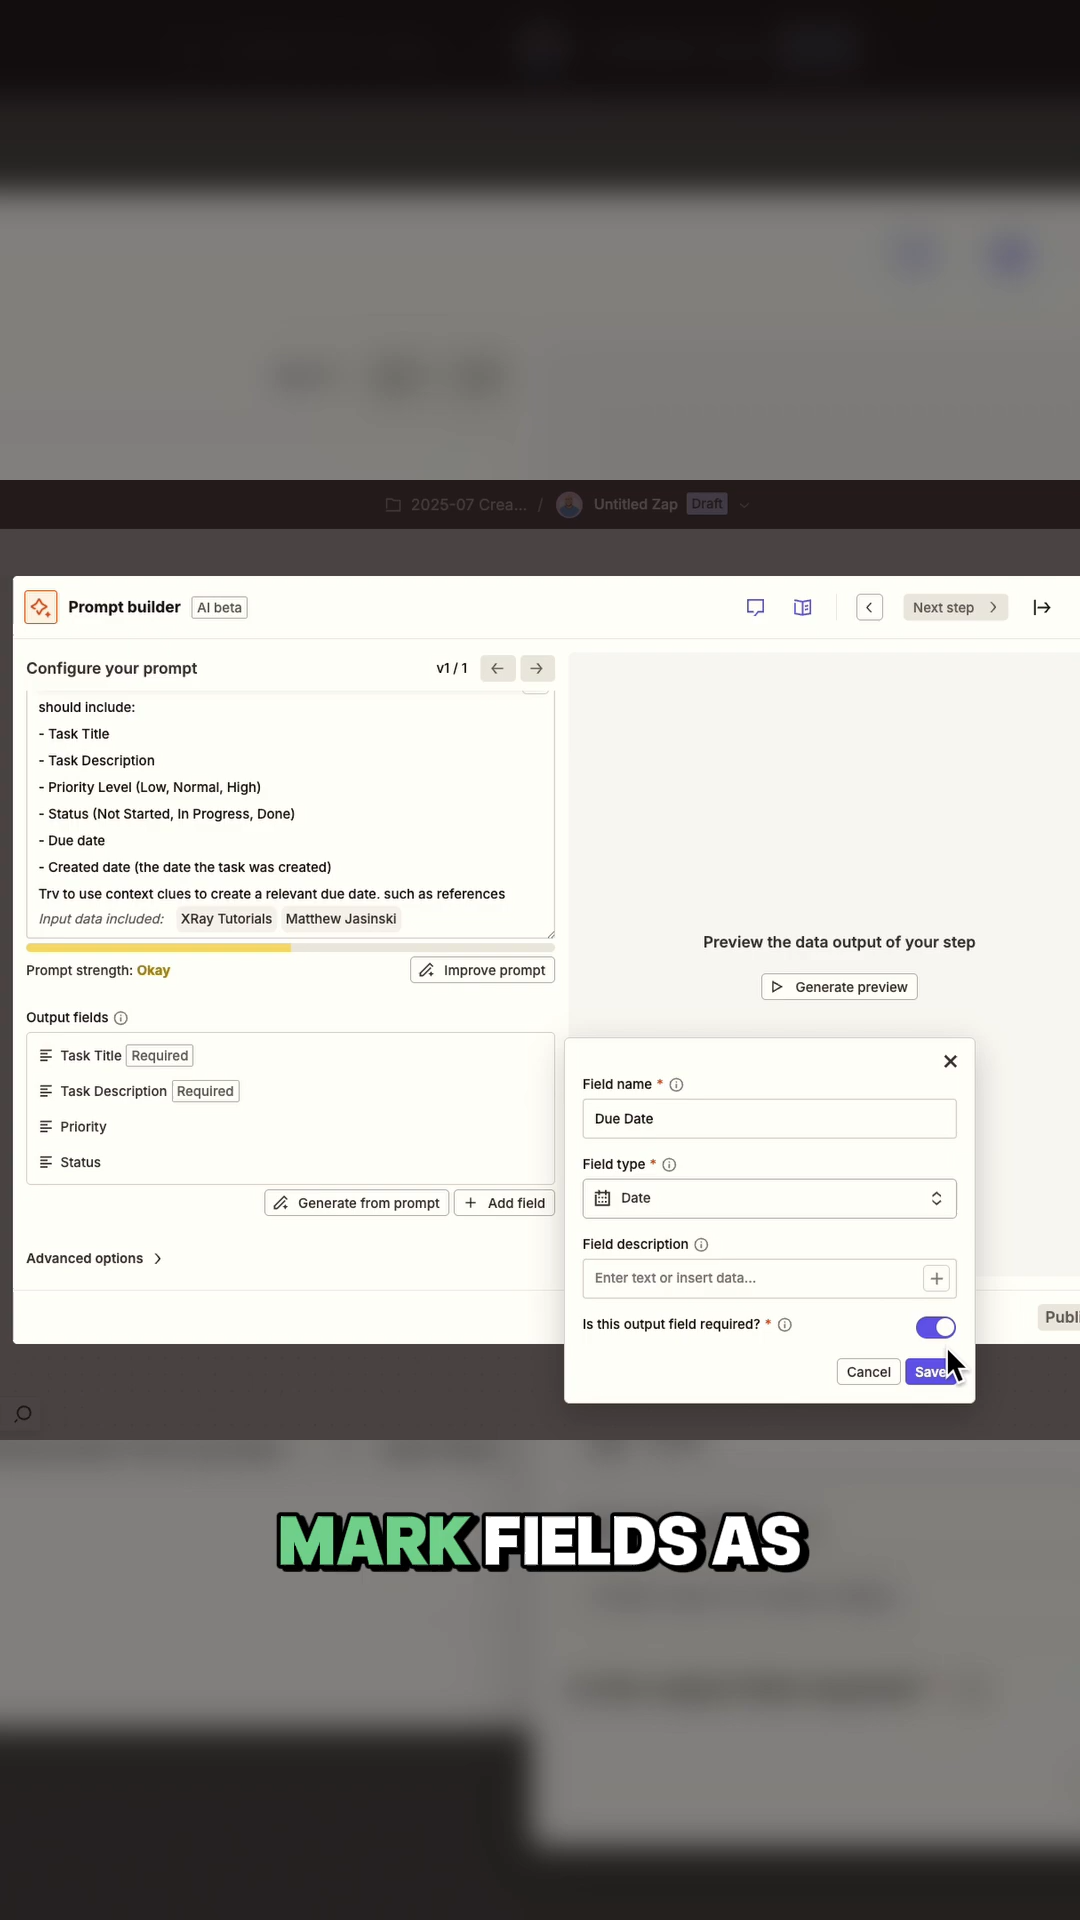 2025-07 Crea... / Untitled Zap Draft
Prompt builder AI beta
Next step
Configure your prompt
v1 / 1
should include:
- Task Title
- Task Description
- Priority Level (Low, Normal, High)
- Status (Not Started, In Progress, Done)
- Due date
- Created date (the date the task was created)
Try to use context clues to create a relevant due date, such as references
Input data included: XRay Tutorials Matthew Jasinski
Prompt strength: Okay
Improve prompt
Output fields
Task Title Required
Task Description Required
Priority
Status
Generate from prompt
Add field
Advanced options
Preview the data output of your step
Generate preview
Field name *
Due Date
Field type *
Date
Field description
Enter text or insert data...
Is this output field required? *
Cancel
Save
Publi
MARK FIELDS AS